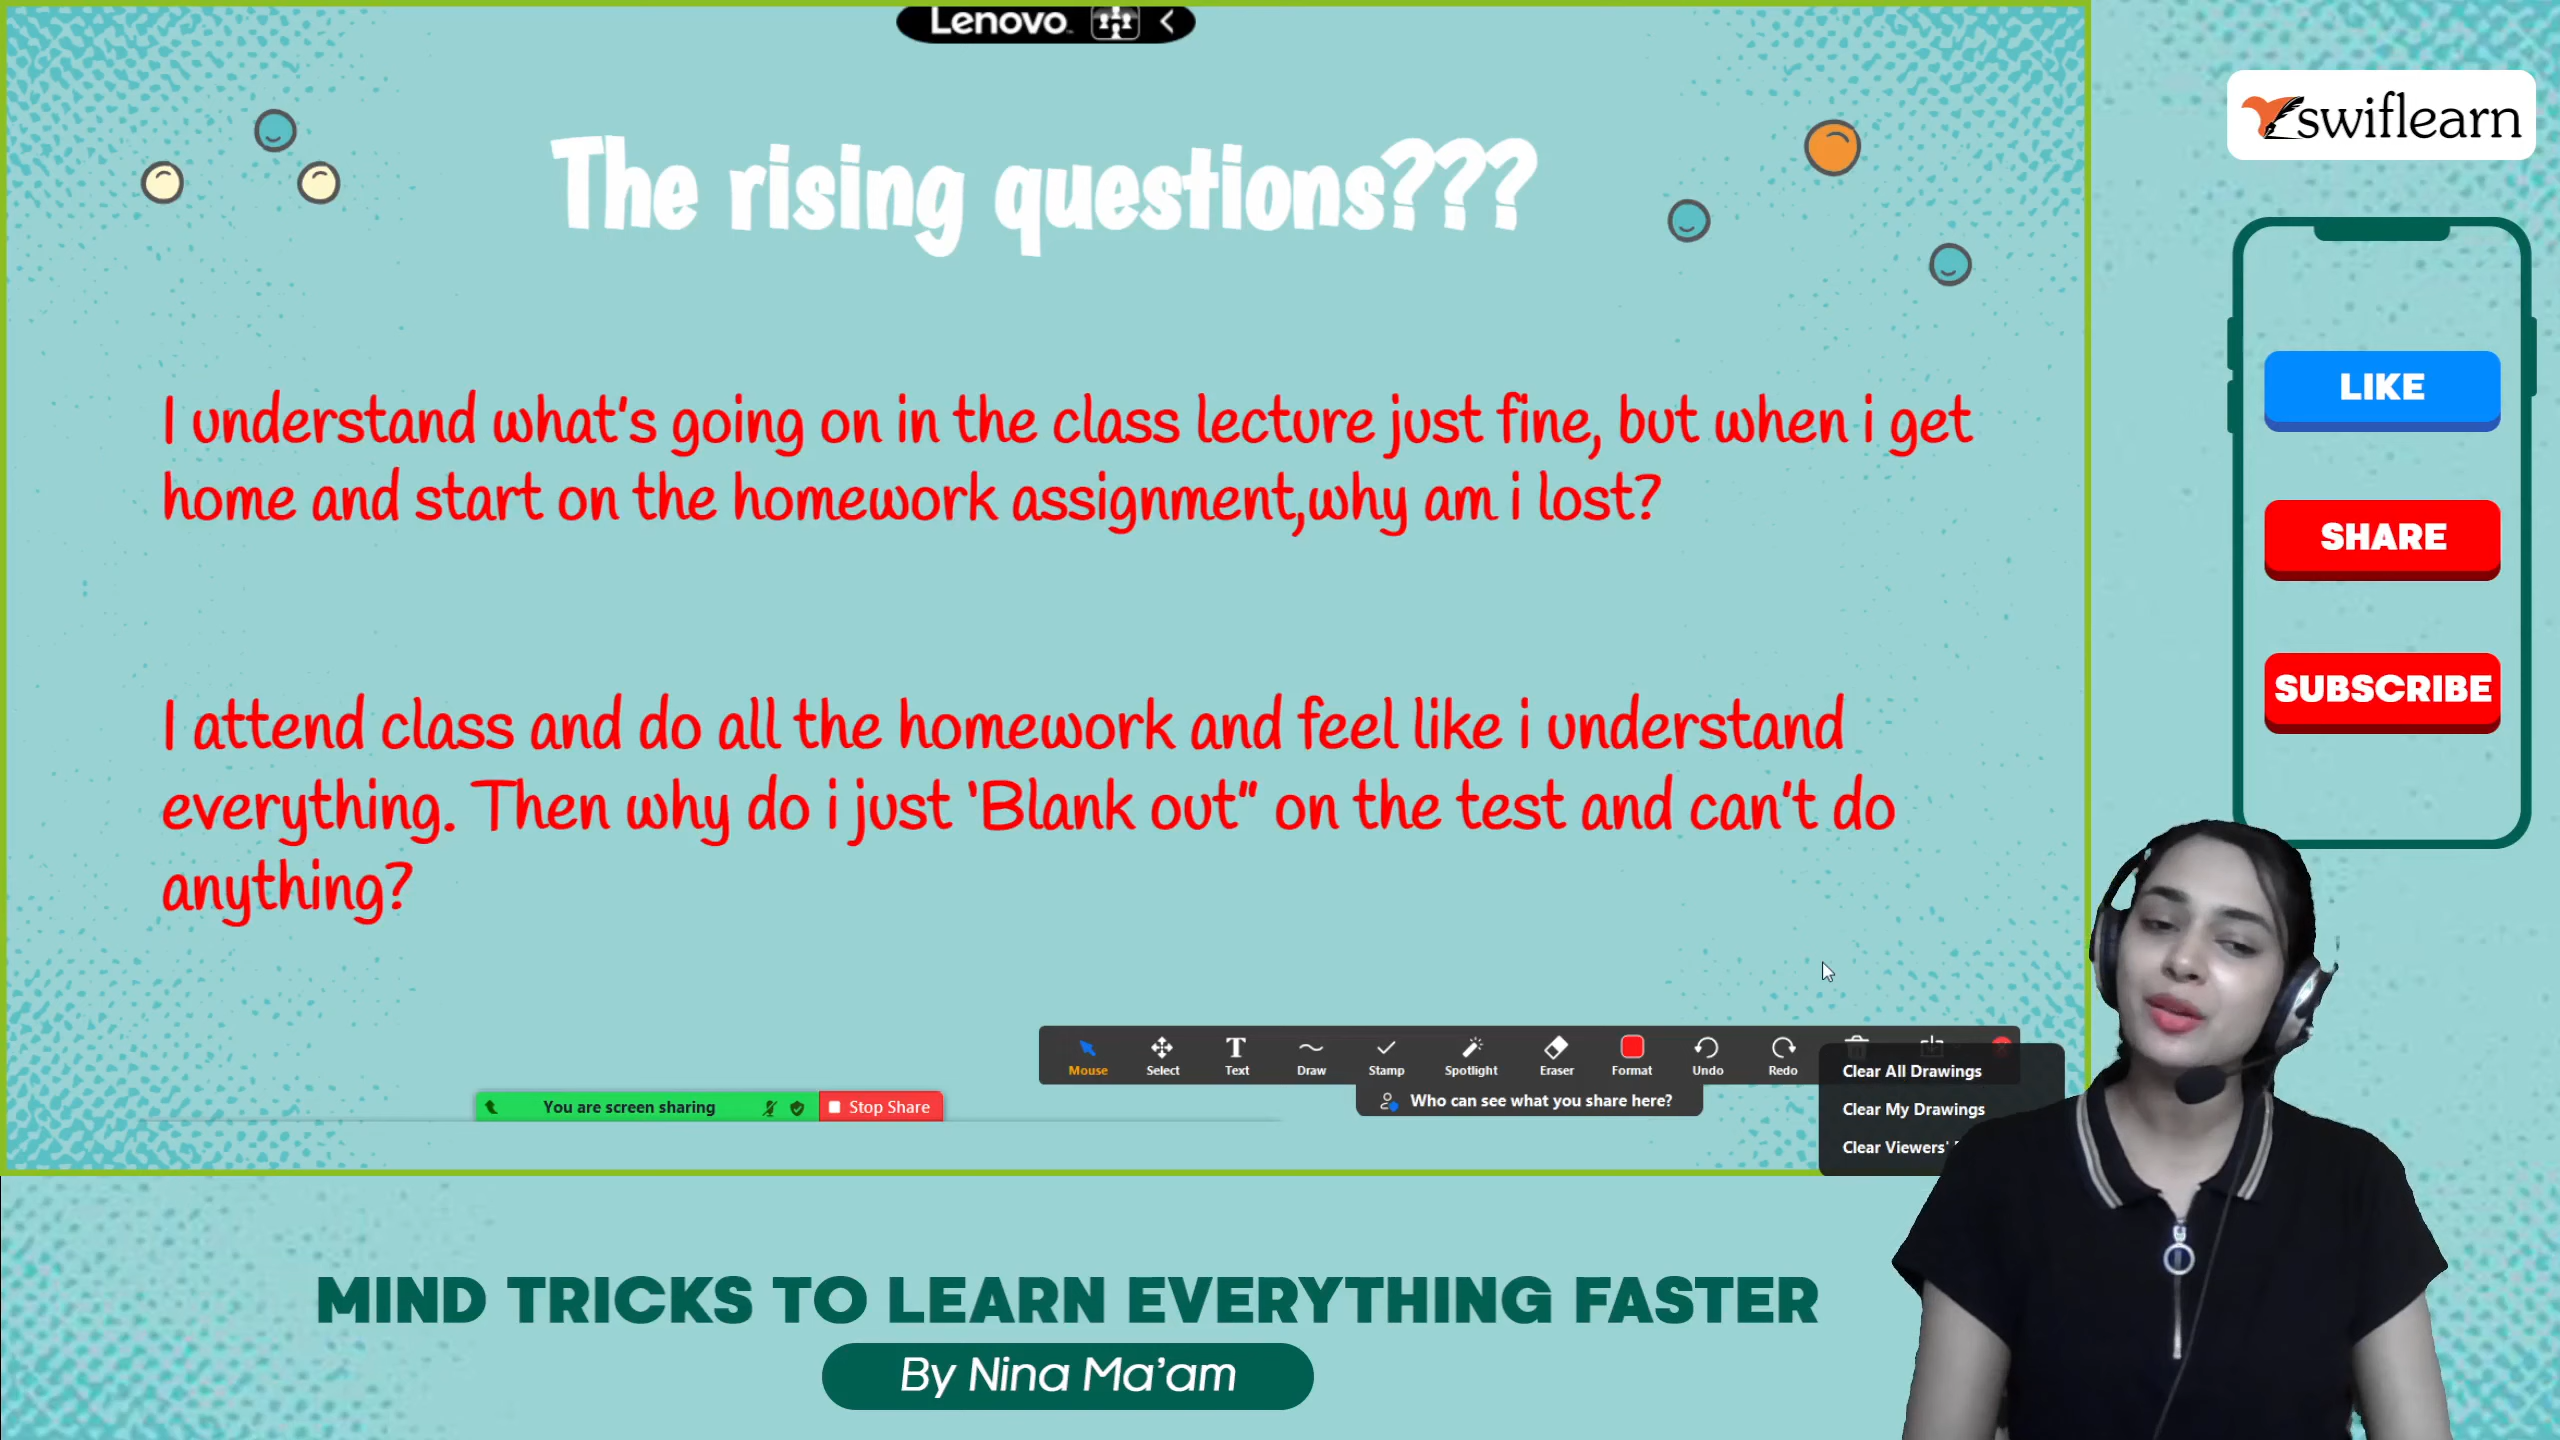 Lenovo
swiflearn
The rising questions???
I understand what's going on in the class lecture just fine, but when i get
home and start on the homework assignment,why am i lost?
I attend class and do all the homework and feel like i understand
everything. Then why do i just 'Blank out" on the test and can't do
anything?
LIKE
SHARE
SUBSCRIBE
Mouse Select Text Draw Stamp Spotlight Eraser Format Undo Redo
Clear All Drawings
Clear My Drawings
Clear Viewers'
Who can see what you share here?
You are screen sharing Stop Share
MIND TRICKS TO LEARN EVERYTHING FASTER
By Nina Ma'am